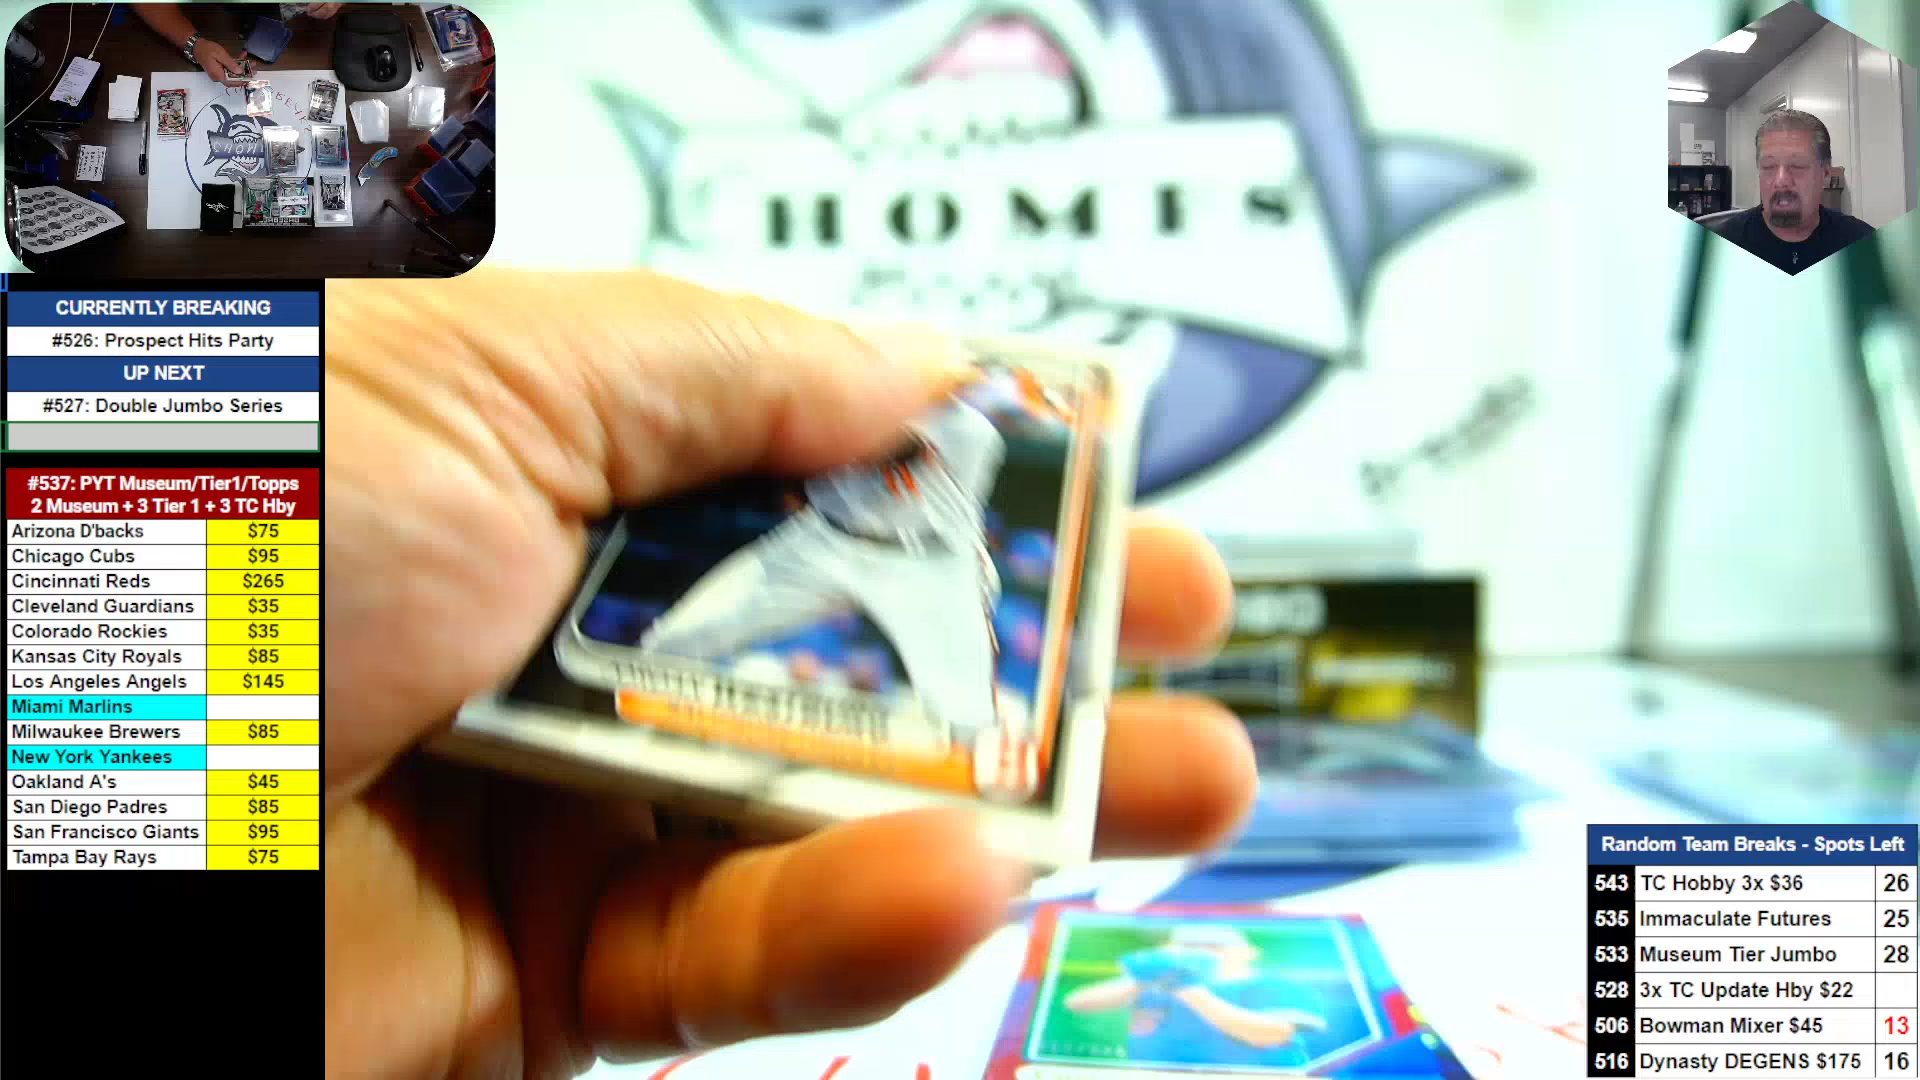 HOMIES
CURRENTLY BREAKING
#526: Prospect Hits Party
UP NEXT
#527: Double Jumbo Series
#537: PYT Museum/Tier1/Topps
2 Museum + 3 Tier 1 + 3 TC Hby
Arizona D'backs $75
Chicago Cubs $95
Cincinnati Reds $265
Cleveland Guardians $35
Colorado Rockies $35
Kansas City Royals $85
Los Angeles Angels $145
Miami Marlins
Milwaukee Brewers $85
New York Yankees
Oakland A's $45
San Diego Padres $85
San Francisco Giants $95
Tampa Bay Rays $75
Random Team Breaks - Spots Left
543 TC Hobby 3x $36 26
535 Immaculate Futures 25
533 Museum Tier Jumbo 28
528 3x TC Update Hby $22
506 Bowman Mixer $45 13
516 Dynasty DEGENS $175 16